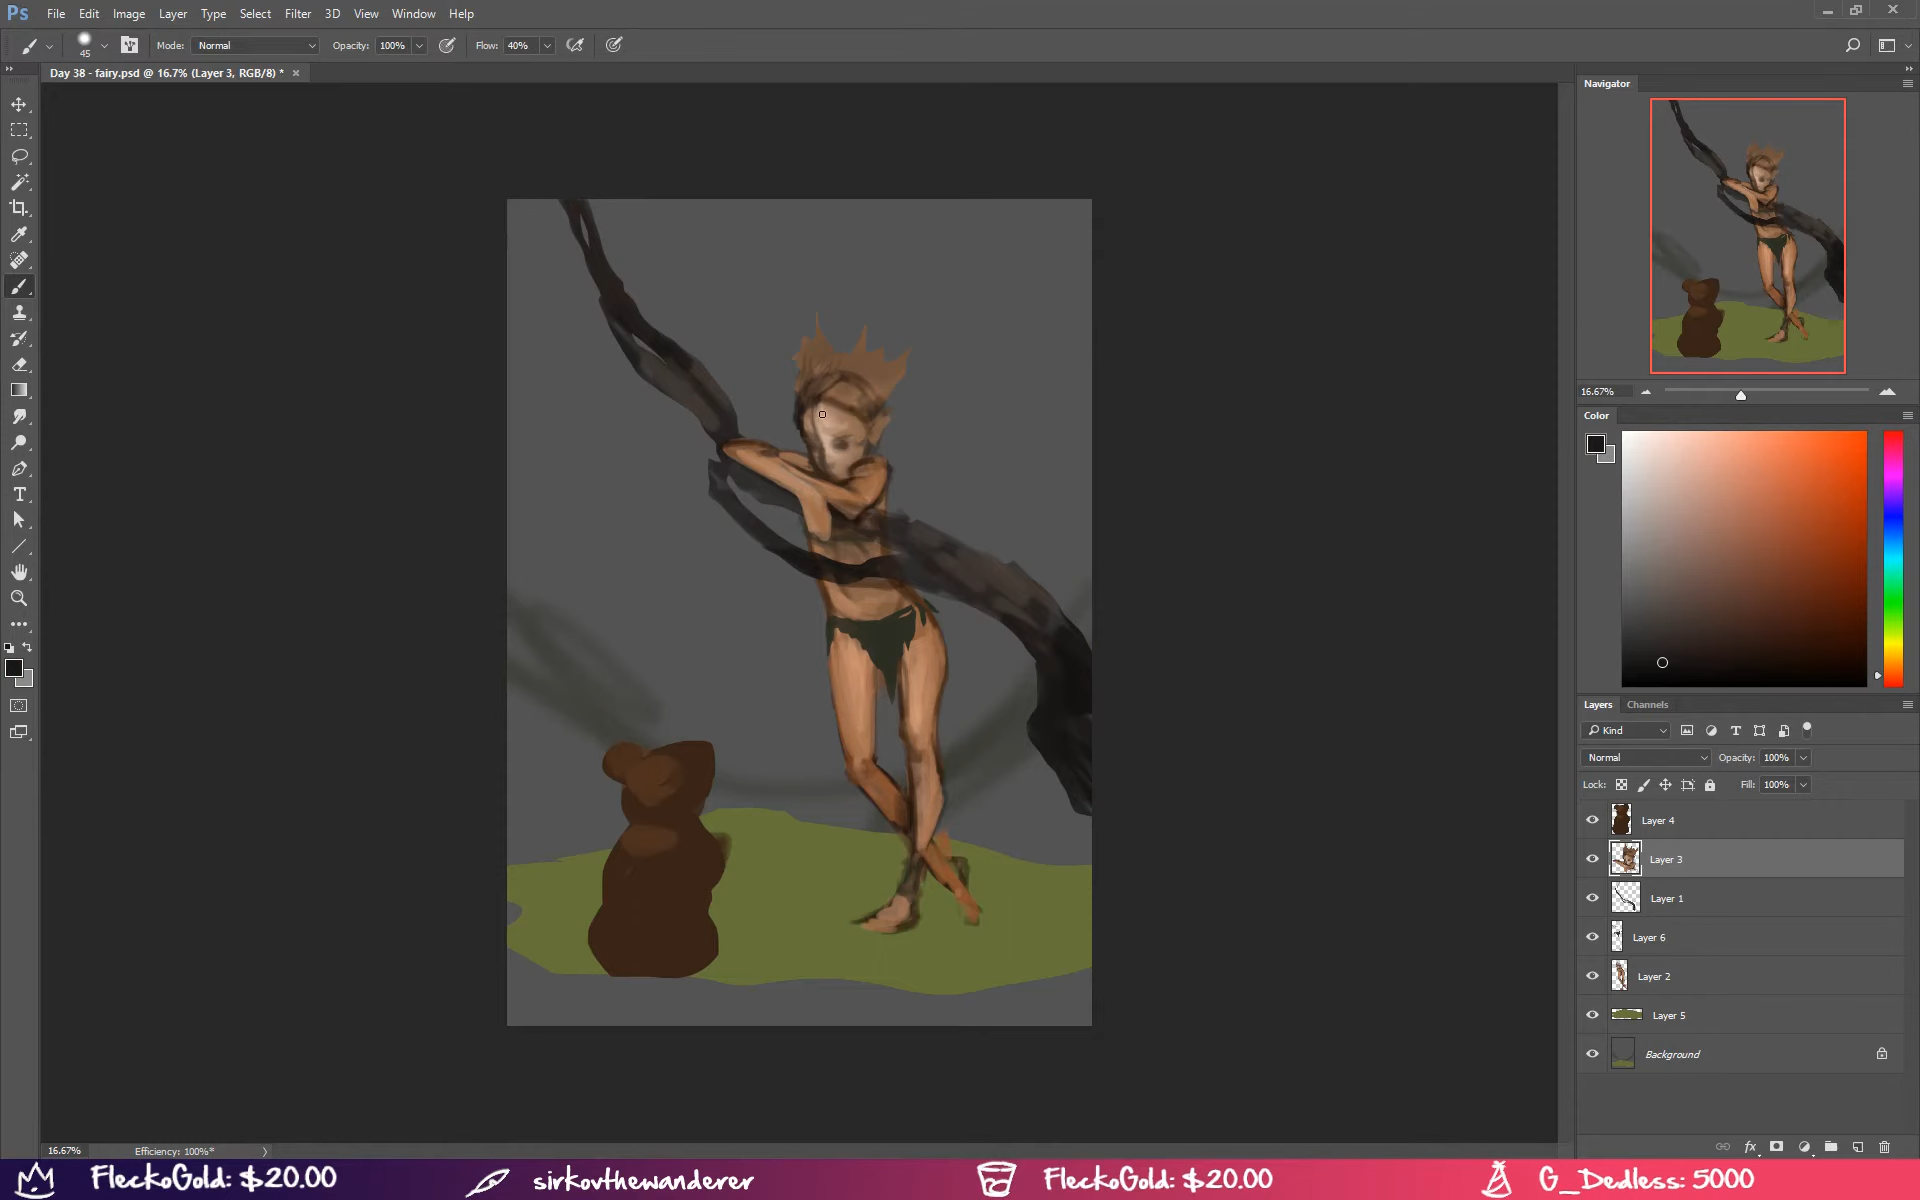 Ps File Edit Image Layer Type Select Filter 3D View Window Help
45 Mode: Normal Opacity: 100% Flow: 40%
Day 38 - fairy.psd @ 16.7% (Layer 3, RGB/8) *
Navigator
16.67%
Color
Layers Channels
Kind
Normal Opacity: 100%
Lock: Fill: 100%
Layer 4
Layer 3
Layer 1
Layer 6
Layer 2
Layer 5
Background
16.67% Efficiency: 100%*
FleckoGold: $20.00 sirkovthewanderer FleckoGold: $20.00 G_Dedless: 5000